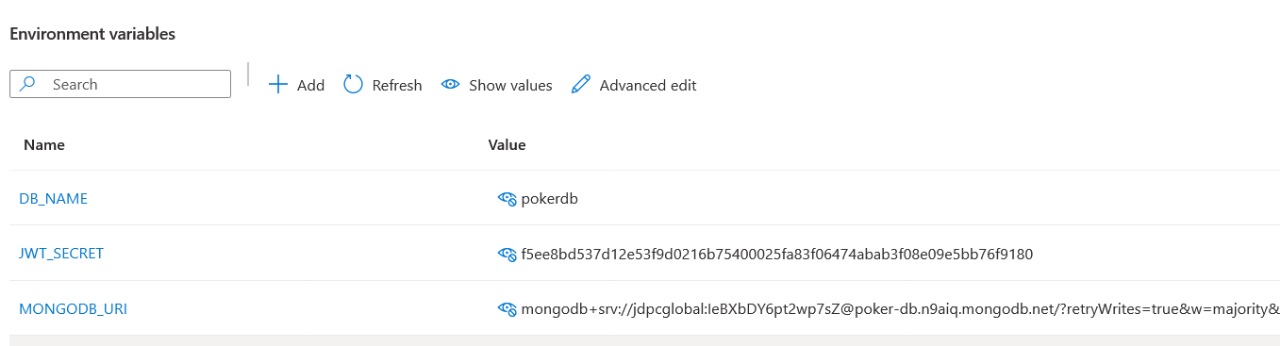 Environment variables
Search Add Refresh Show values Advanced edit
Name Value
DB_NAME pokerdb
JWT_SECRET f5ee8bd537d12e53f9d0216b75400025fa83f06474abab3f08e09e5bb76f9180
MONGODB_URI mongodb+srv://jdpcglobal:IeBXbDY6pt2wp7sZ@poker-db.n9aiq.mongodb.net/?retryWrites=true&w=majority&